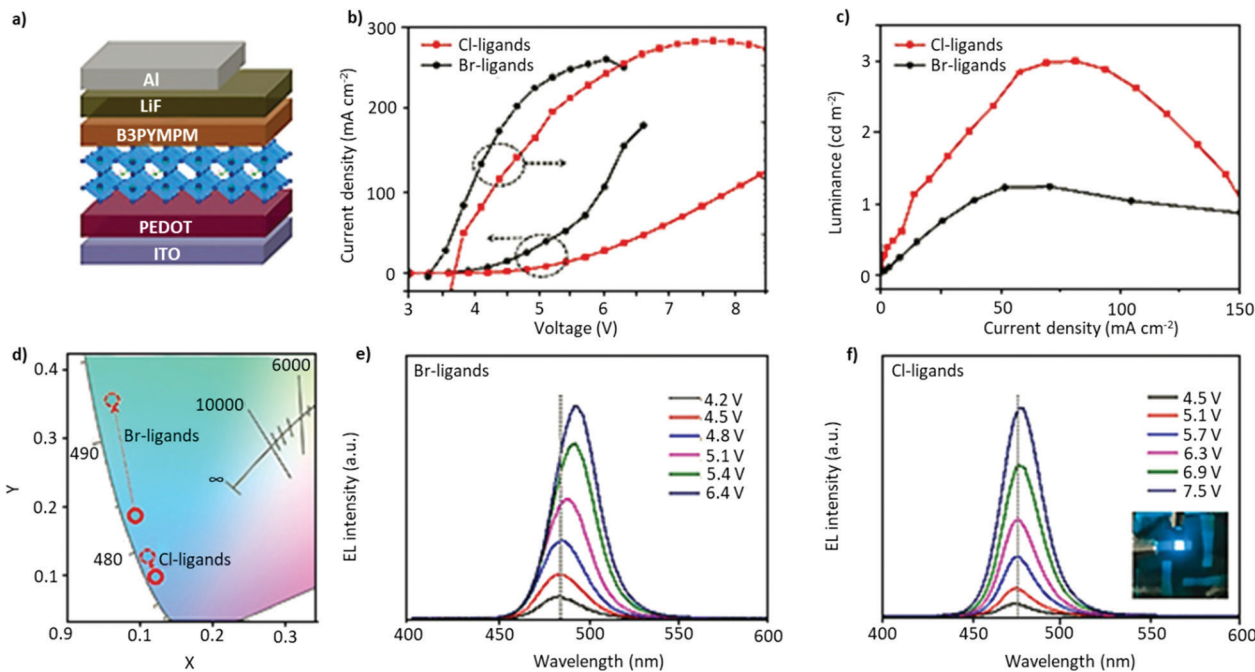 a)
Al
LiF
B3PYMPM
PEDOT
ITO
b)
Cl-ligands
Br-ligands
Current density (mA cm⁻²)
300
200
100
0
3 4 5 6 7 8
Voltage (V)
c)
Cl-ligands
Br-ligands
Luminance (cd m⁻²)
4
3
2
1
0
0 50 100 150
Current density (mA cm⁻²)
d)
Y
0.4
0.3
0.2
0.1
6000
10000
∞
490
480
Br-ligands
Cl-ligands
0.9 0.1 0.2 0.3
X
e)
Br-ligands
4.2 V
4.5 V
4.8 V
5.1 V
5.4 V
6.4 V
EL intensity (a.u.)
400 450 500 550 600
Wavelength (nm)
f)
Cl-ligands
4.5 V
5.1 V
5.7 V
6.3 V
6.9 V
7.5 V
EL intensity (a.u.)
400 450 500 550 600
Wavelength (nm)